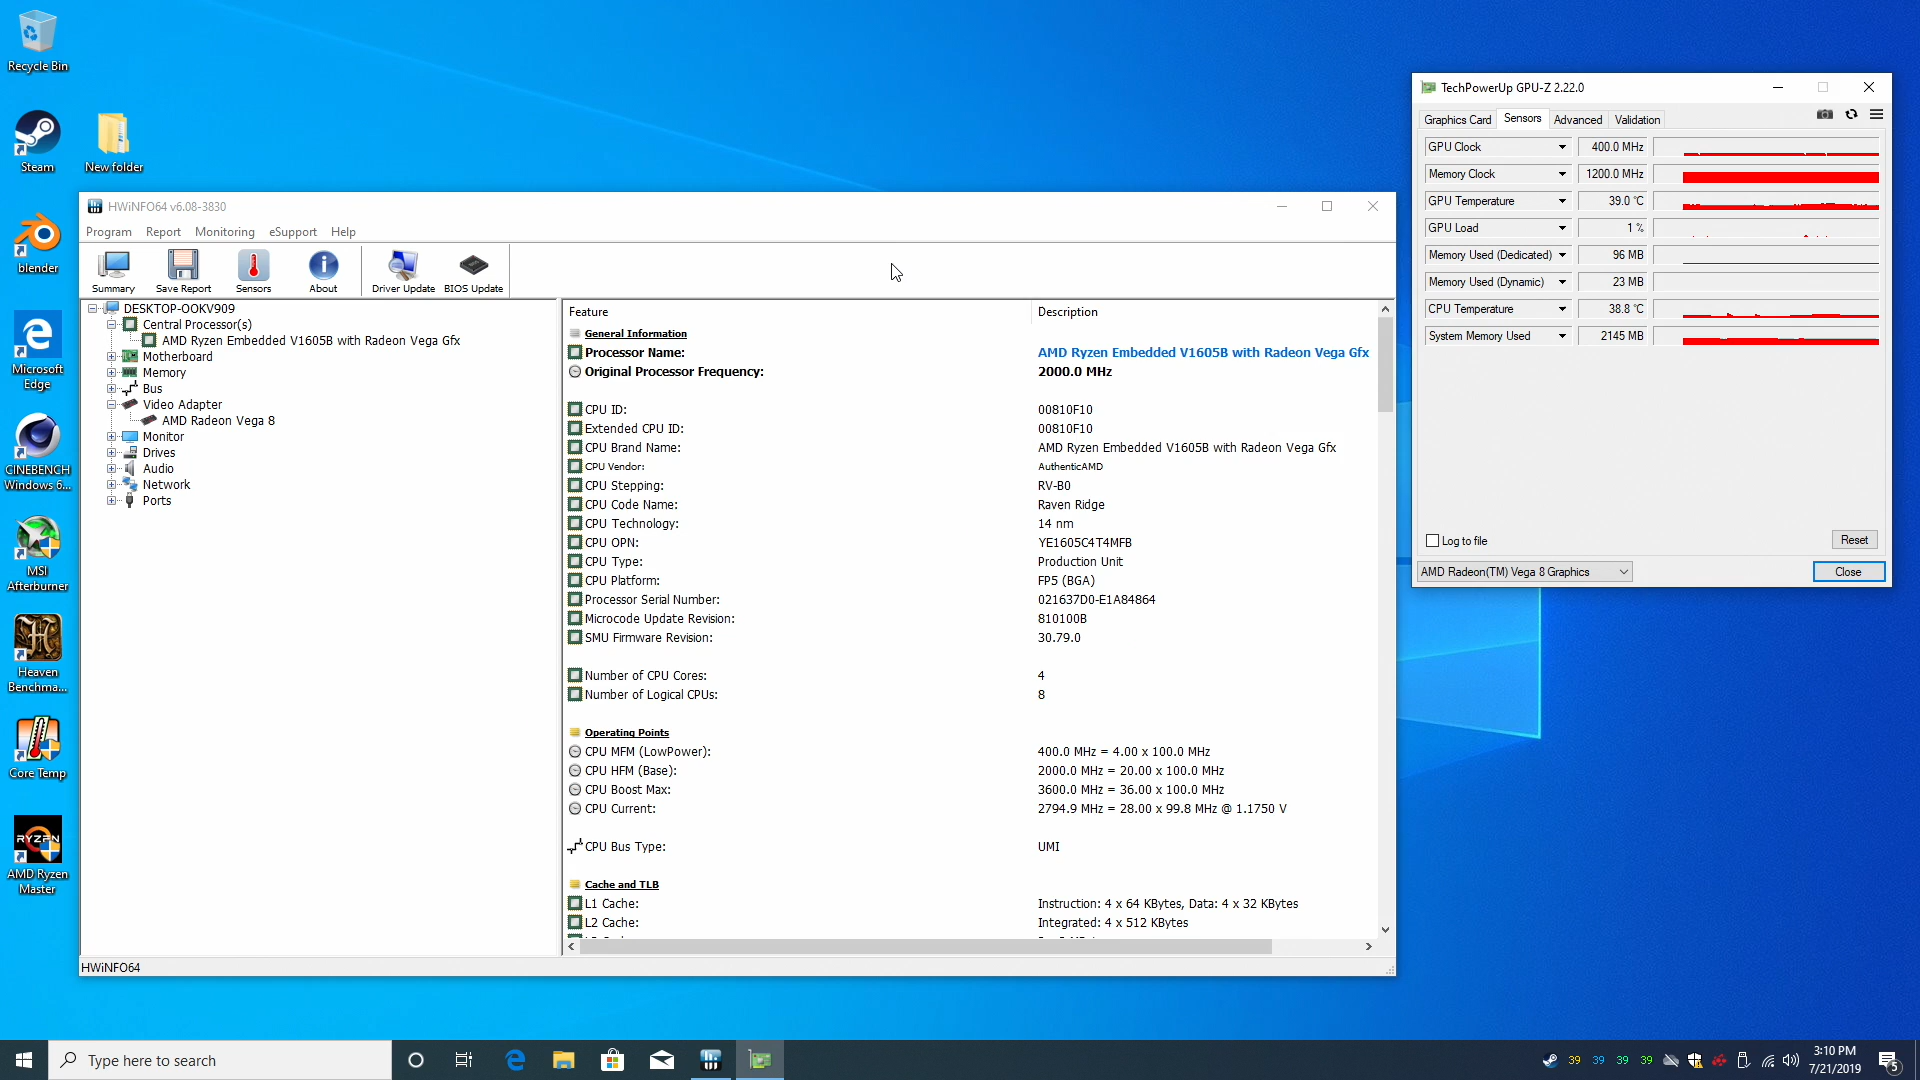 Recycle Bin
Steam
New folder
blender
Microsoft
Edge
CINEBENCH
Windows 6...
MSI
Afterburner
Heaven
Benchma...
Core Temp
RYZEN
AMD Ryzen
Master
HWiNFO64 v6.08-3830
Program Report Monitoring eSupport Help
Summary Save Report Sensors About Driver Update BIOS Update
DESKTOP-OOKV909
Central Processor(s)
AMD Ryzen Embedded V1605B with Radeon Vega Gfx
Motherboard
Memory
Bus
Video Adapter
AMD Radeon Vega 8
Monitor
Drives
Audio
Network
Ports
Feature Description
General Information
Processor Name: AMD Ryzen Embedded V1605B with Radeon Vega Gfx
Original Processor Frequency: 2000.0 MHz
CPU ID: 00810F10
Extended CPU ID: 00810F10
CPU Brand Name: AMD Ryzen Embedded V1605B with Radeon Vega Gfx
CPU Vendor: AuthenticAMD
CPU Stepping: RV-B0
CPU Code Name: Raven Ridge
CPU Technology: 14 nm
CPU OPN: YE1605C4T4MFB
CPU Type: Production Unit
CPU Platform: FP5 (BGA)
Processor Serial Number: 021637D0-E1A84864
Microcode Update Revision: 810100B
SMU Firmware Revision: 30.79.0
Number of CPU Cores: 4
Number of Logical CPUs: 8
Operating Points
CPU MFM (LowPower): 400.0 MHz = 4.00 x 100.0 MHz
CPU HFM (Base): 2000.0 MHz = 20.00 x 100.0 MHz
CPU Boost Max: 3600.0 MHz = 36.00 x 100.0 MHz
CPU Current: 2794.9 MHz = 28.00 x 99.8 MHz @ 1.1750 V
CPU Bus Type: UMI
Cache and TLB
L1 Cache: Instruction: 4 x 64 KBytes, Data: 4 x 32 KBytes
L2 Cache: Integrated: 4 x 512 KBytes
HWiNFO64
TechPowerUp GPU-Z 2.22.0
Graphics Card Sensors Advanced Validation
GPU Clock 400.0 MHz
Memory Clock 1200.0 MHz
GPU Temperature 39.0 °C
GPU Load 1 %
Memory Used (Dedicated) 96 MB
Memory Used (Dynamic) 23 MB
CPU Temperature 38.8 °C
System Memory Used 2145 MB
Log to file Reset
AMD Radeon(TM) Vega 8 Graphics Close
Type here to search
39 39 39 39
3:10 PM
7/21/2019
5